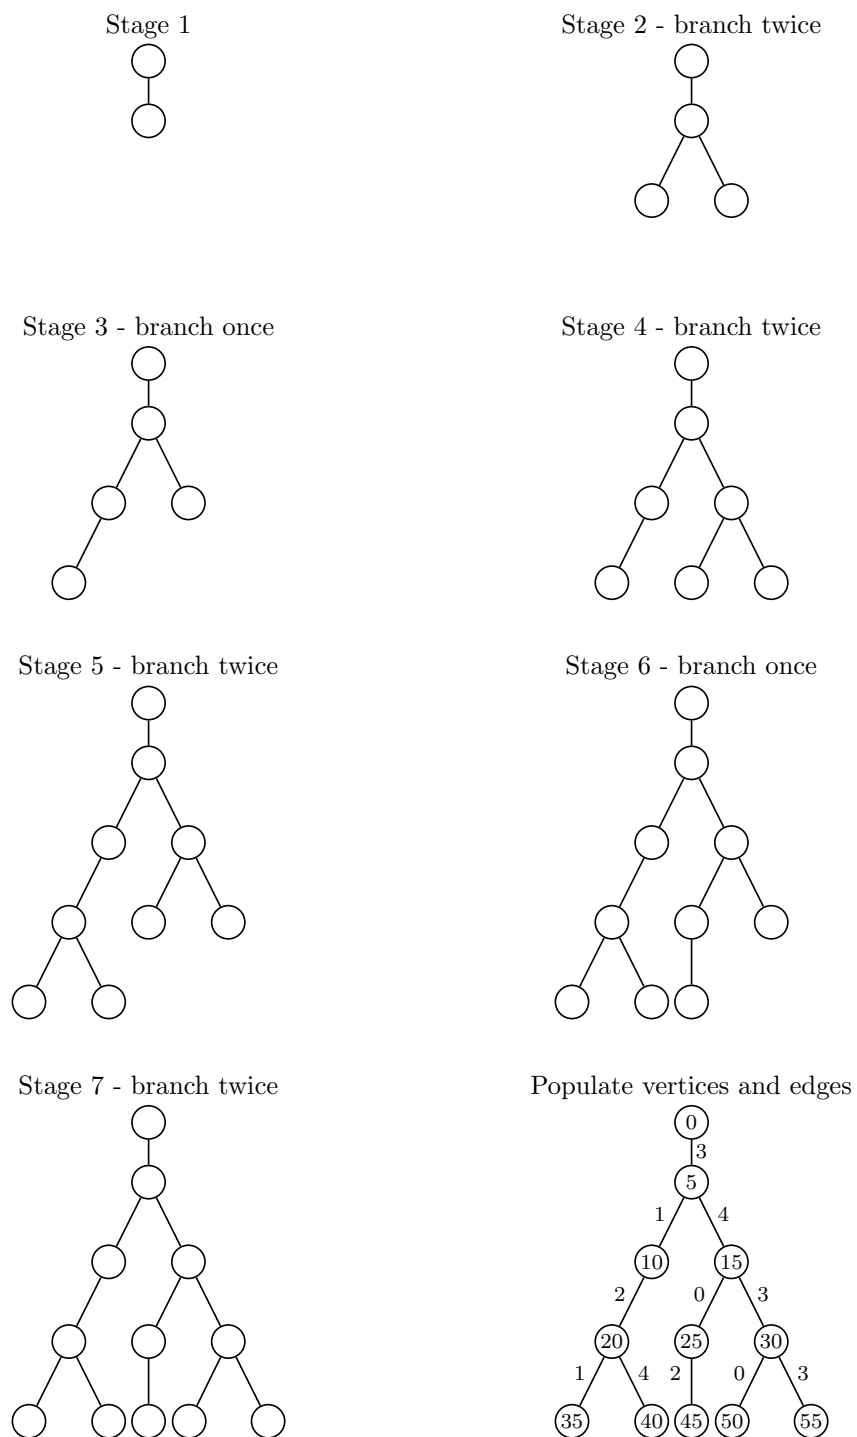 Stage 1
Stage 2 - branch twice
Stage 3 - branch once
Stage 4 - branch twice
Stage 5 - branch twice
Stage 6 - branch once
Stage 7 - branch twice
Populate vertices and edges
0
3
5
1 4
10 15
2 0 3
20 25 30
1 4 2 0 3
35 40 45 50 55